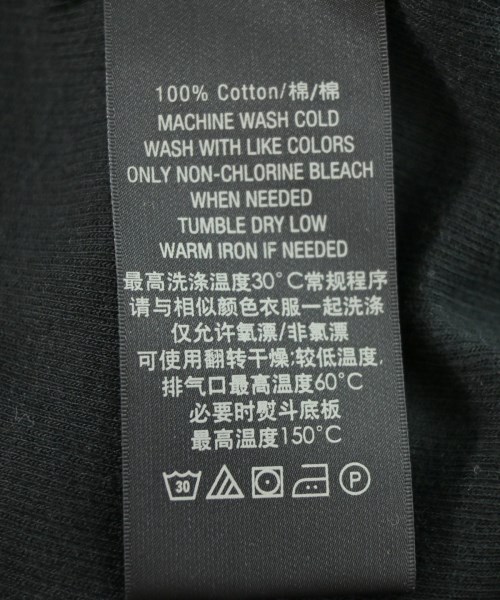 100% Cotton/棉/棉
MACHINE WASH COLD
WASH WITH LIKE COLORS
ONLY NON-CHLORINE BLEACH
WHEN NEEDED
TUMBLE DRY LOW
WARM IRON IF NEEDED
最高洗涤温度30°C常规程序
请与相似颜色衣服一起洗涤
仅允许氧漂/非氯漂
可使用翻转干燥;较低温度,
排气口最高温度60°C
必要时熨斗底板
最高温度150°C
30 P